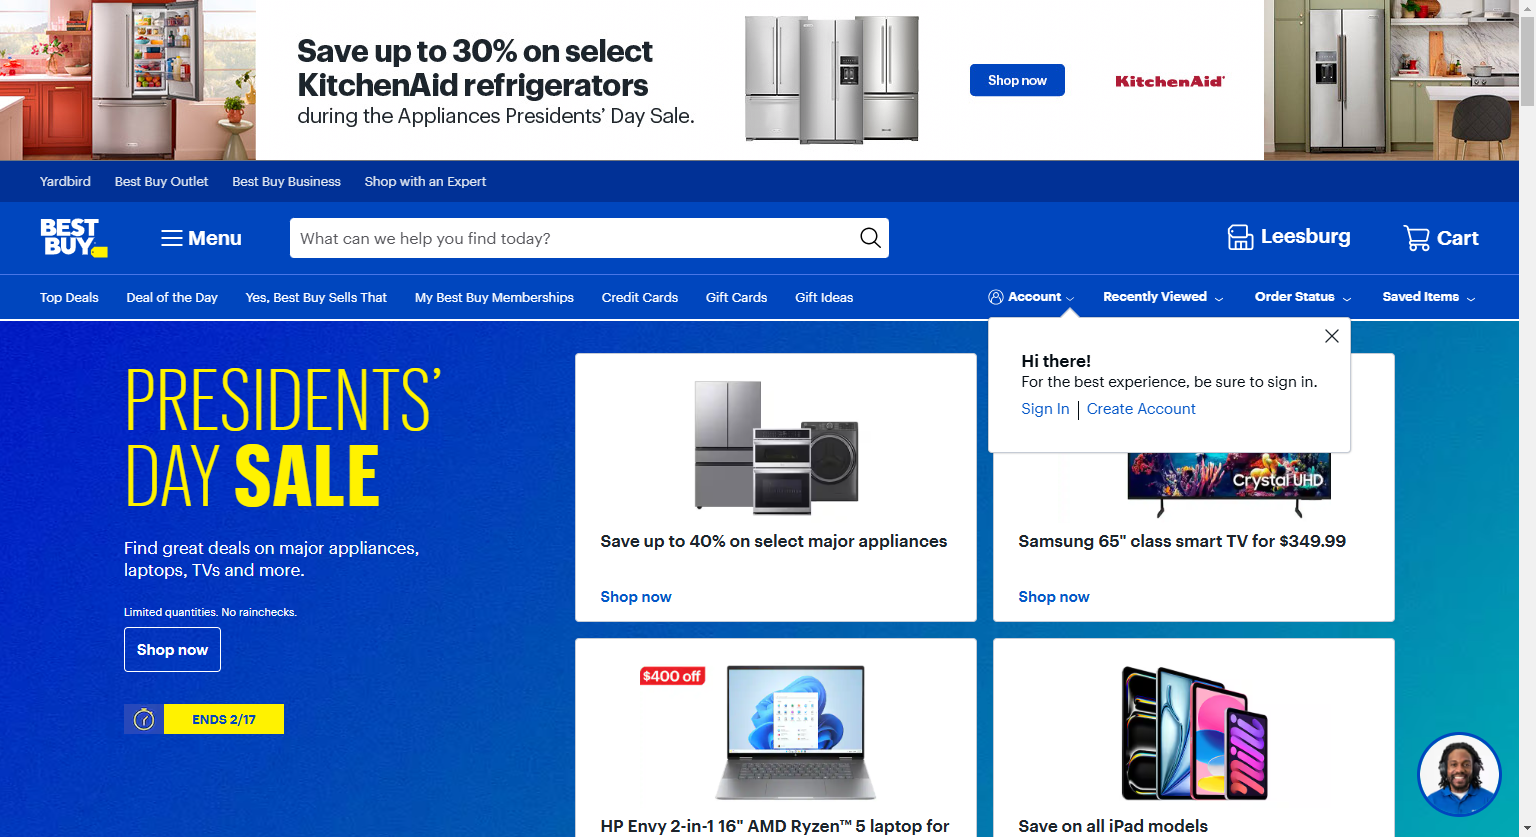 Save up to 30% on select
KitchenAid refrigerators
during the Appliances Presidents' Day Sale.
Shop now
KitchenAid
Yardbird
Best Buy Outlet
Best Buy Business
Shop with an Expert
BEST
BUY
Menu
What can we help you find today?
Leesburg
Cart
Top Deals
Deal of the Day
Yes, Best Buy Sells That
My Best Buy Memberships
Credit Cards
Gift Cards
Gift Ideas
Account
Recently Viewed
Order Status
Saved Items
Hi there!
For the best experience, be sure to sign in.
Sign In | Create Account
PRESIDENTS'
DAY SALE
Find great deals on major appliances,
laptops, TVs and more.
Limited quantities. No rainchecks.
Shop now
ENDS 2/17
Save up to 40% on select major appliances
Shop now
Crystal UHD
Samsung 65" class smart TV for $349.99
Shop now
$400 off
HP Envy 2-in-1 16" AMD Ryzen™ 5 laptop for
Save on all iPad models